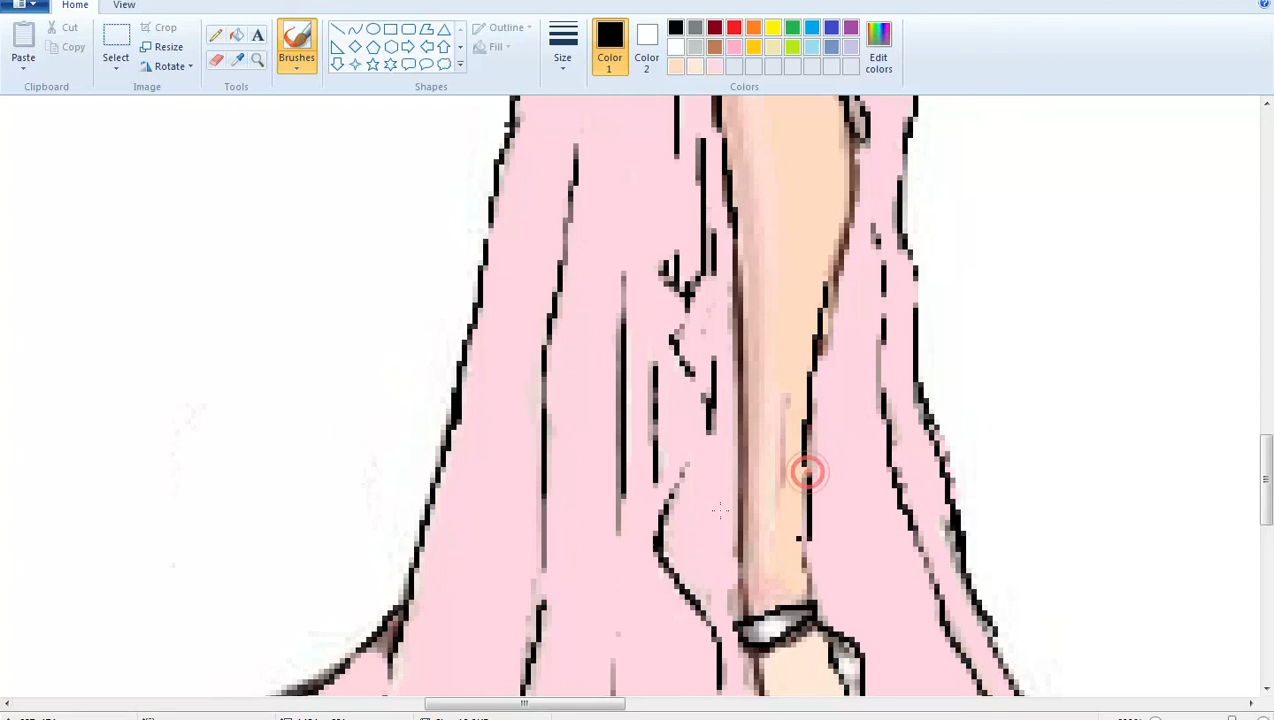 Home
View
Paste
Cut
Copy
Clipboard
Select
Crop
Resize
Rotate
Image
A
Tools
Brushes
Shapes
Outline
Fill
Size
Color 1
Color 2
Edit colors
Colors